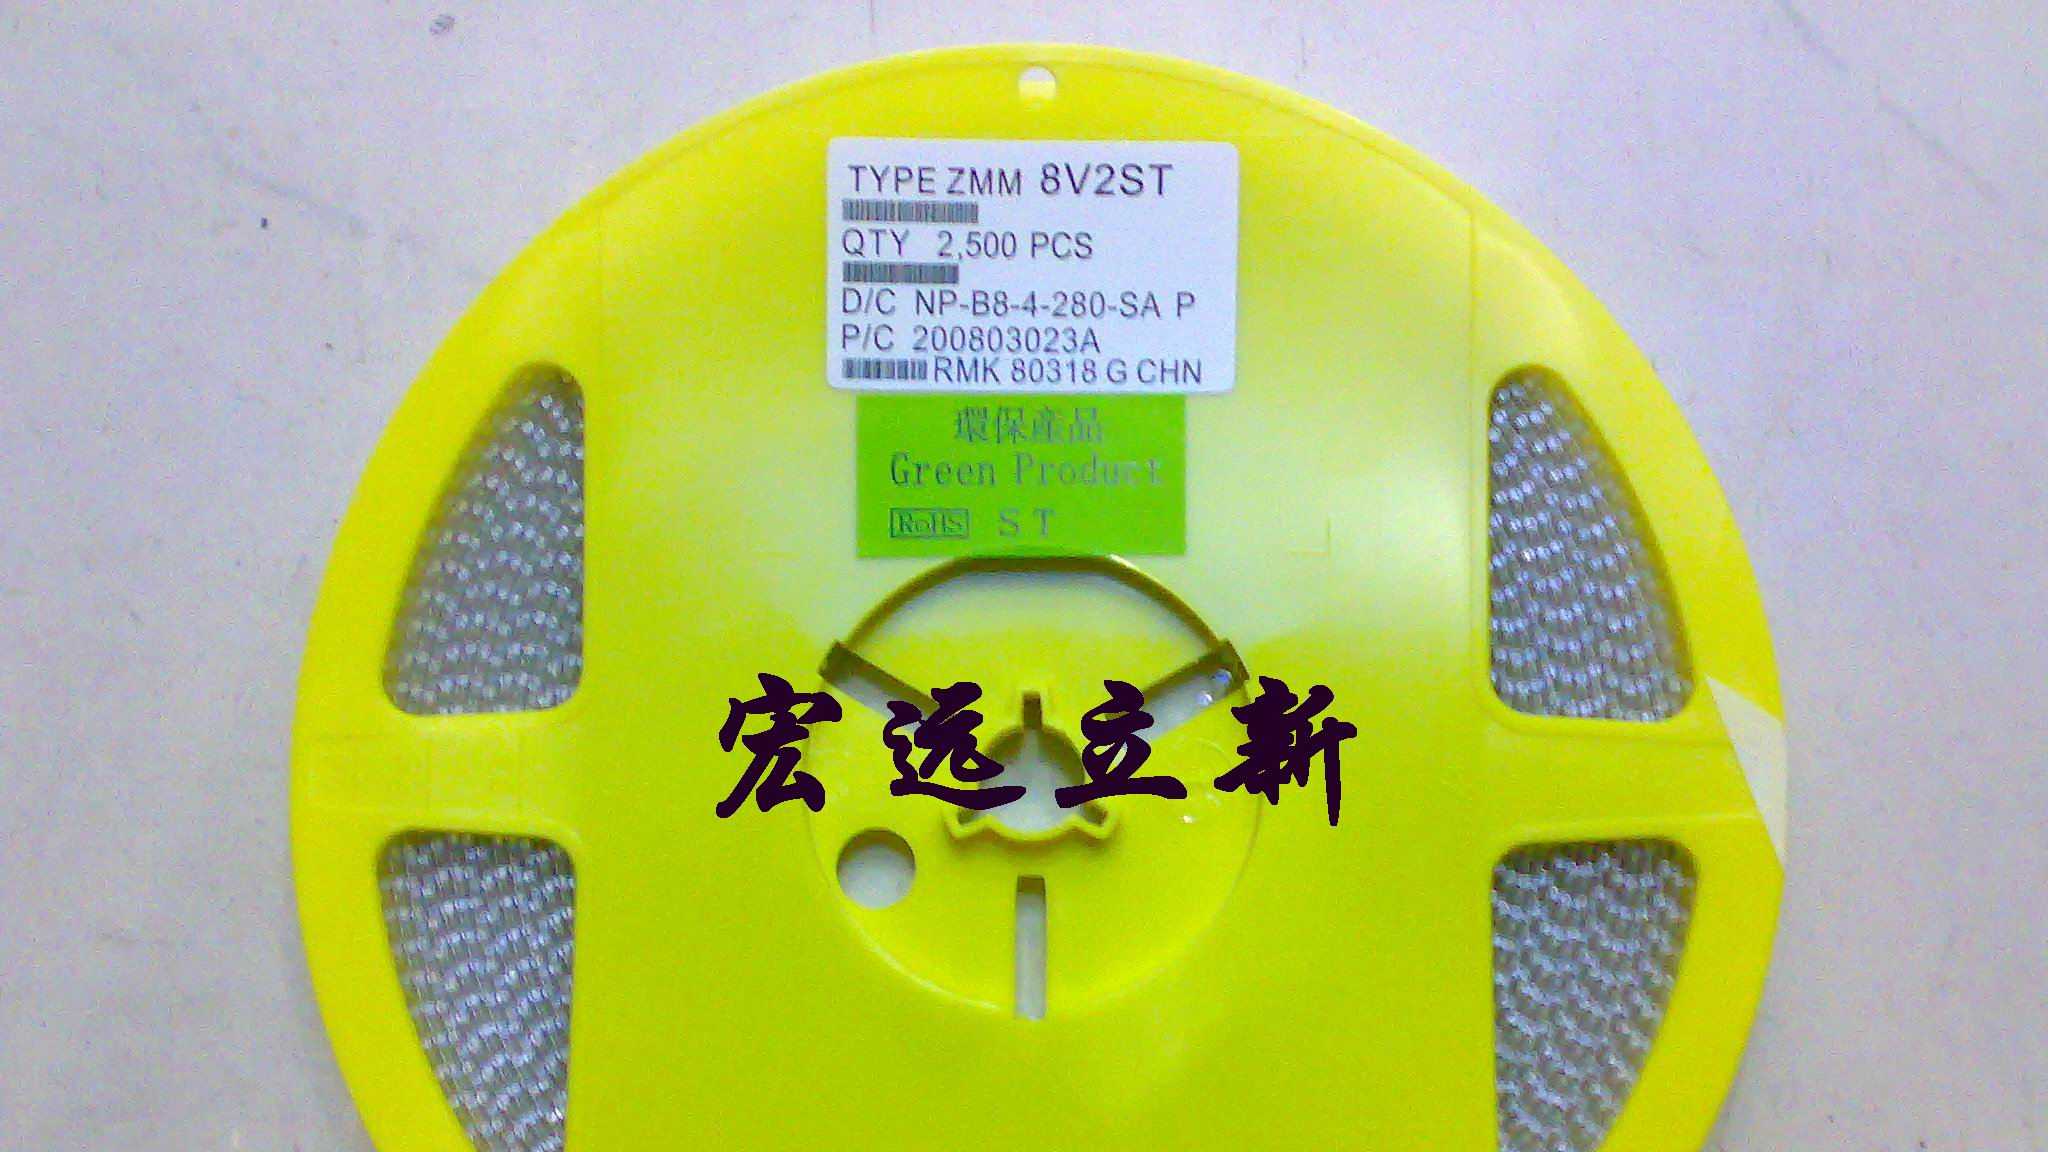 TYPE ZMM 8V2ST
QTY 2,500 PCS
D/C NP-B8-4-280-SA P
P/C 200803023A
RMK 80318 G CHN
環保產品
Green Product
RoHS ST
宏远立新